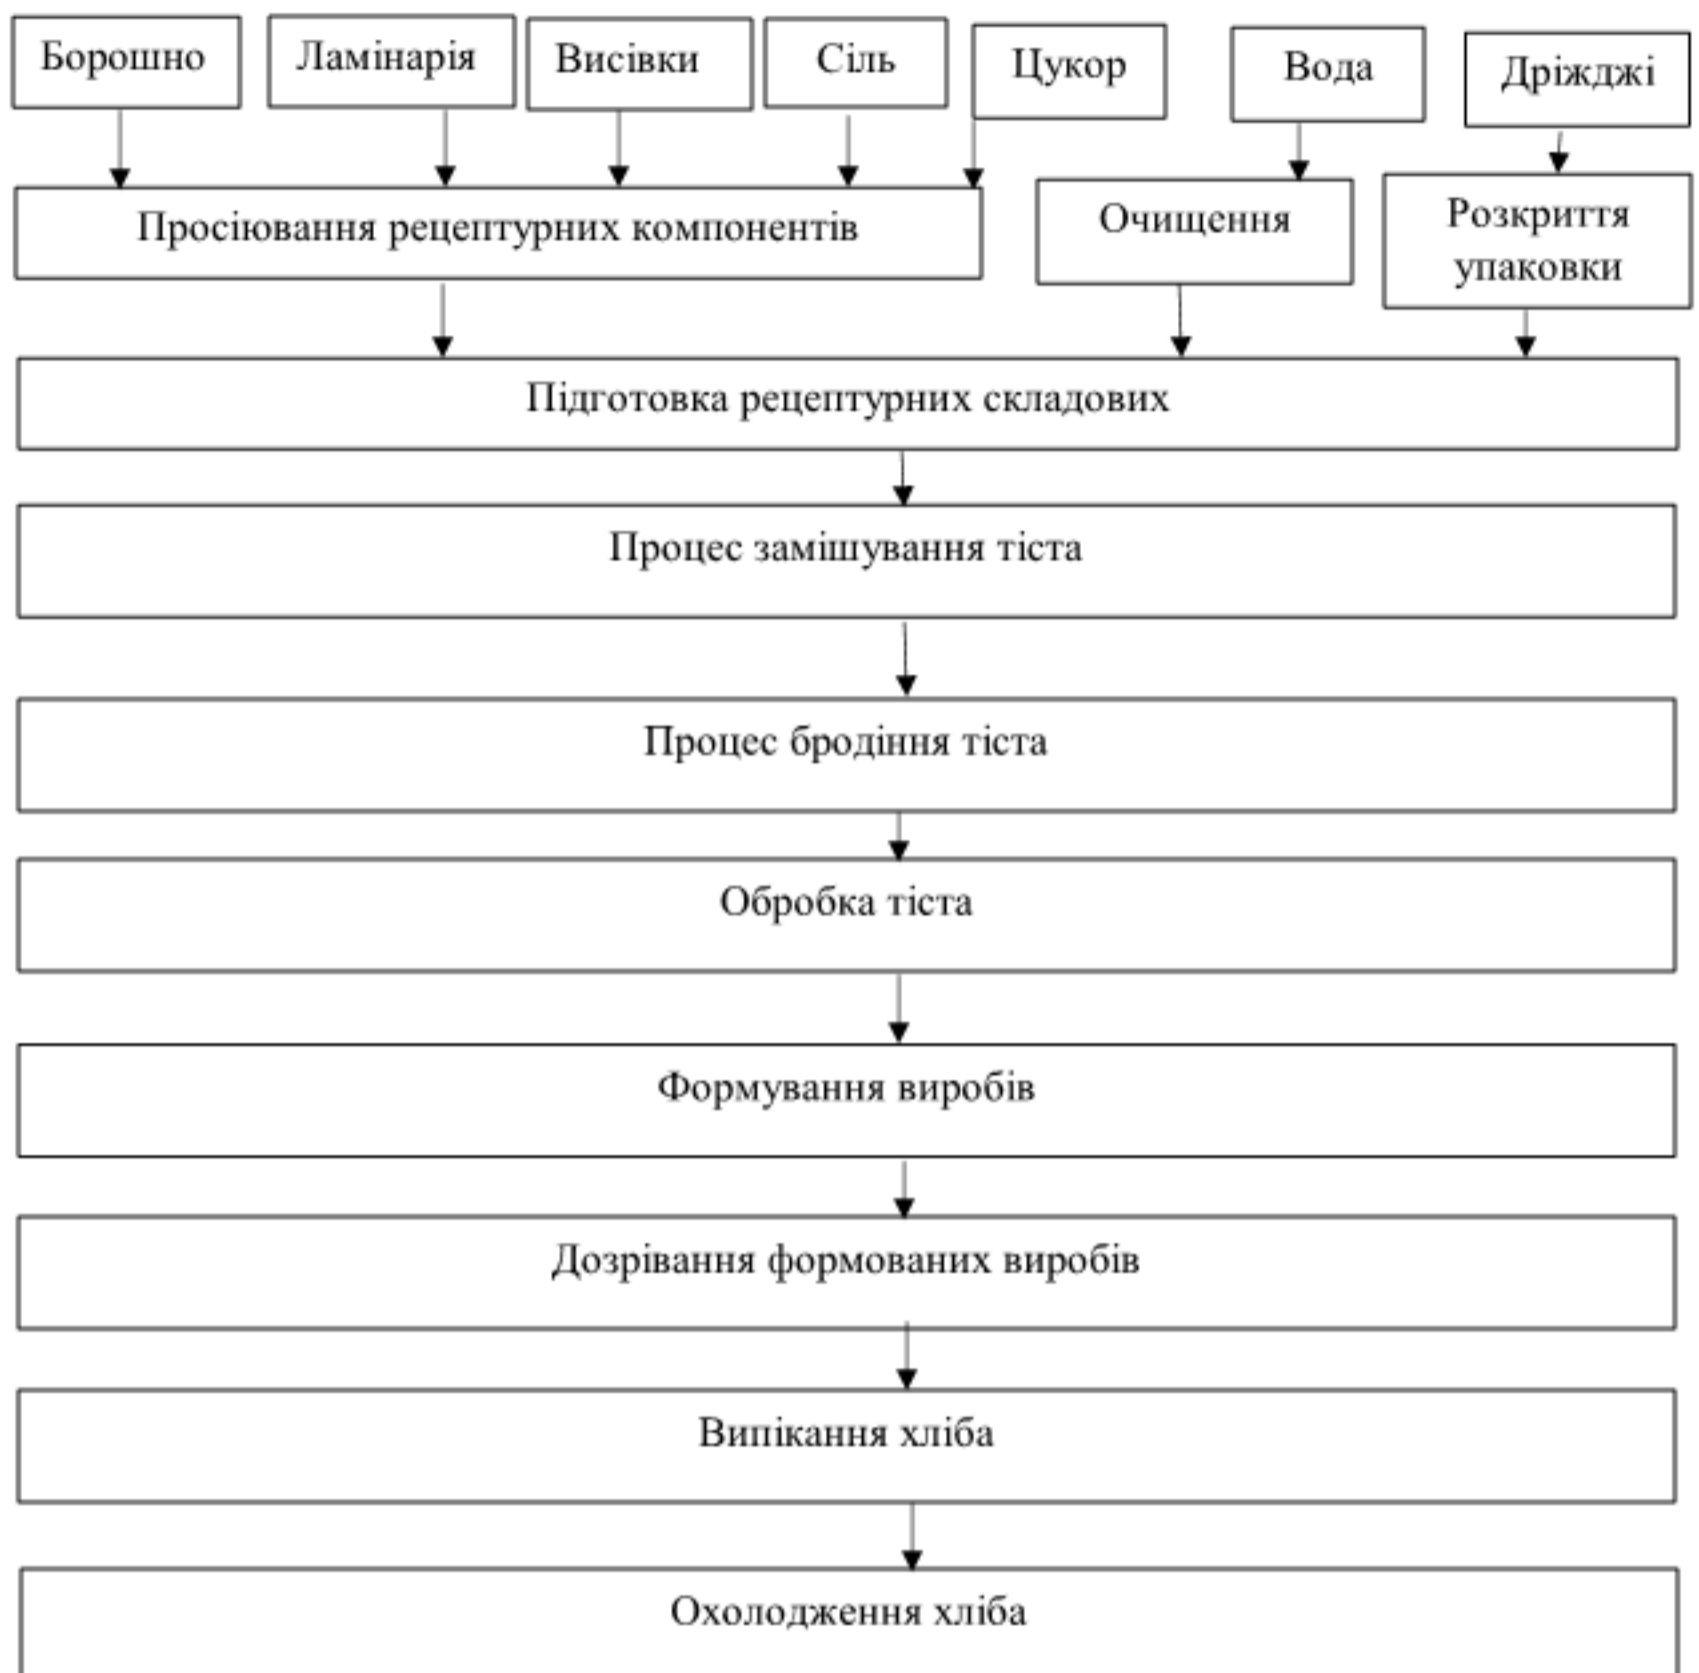 Борошно
Ламінарія
Висівки
Сіль
Цукор
Вода
Дріжджі
Просіювання рецептурних компонентів
Очищення
Розкриття
упаковки
Підготовка рецептурних складових
Процес замішування тіста
Процес бродіння тіста
Обробка тіста
Формування виробів
Дозрівання формованих виробів
Випікання хліба
Охолодження хліба